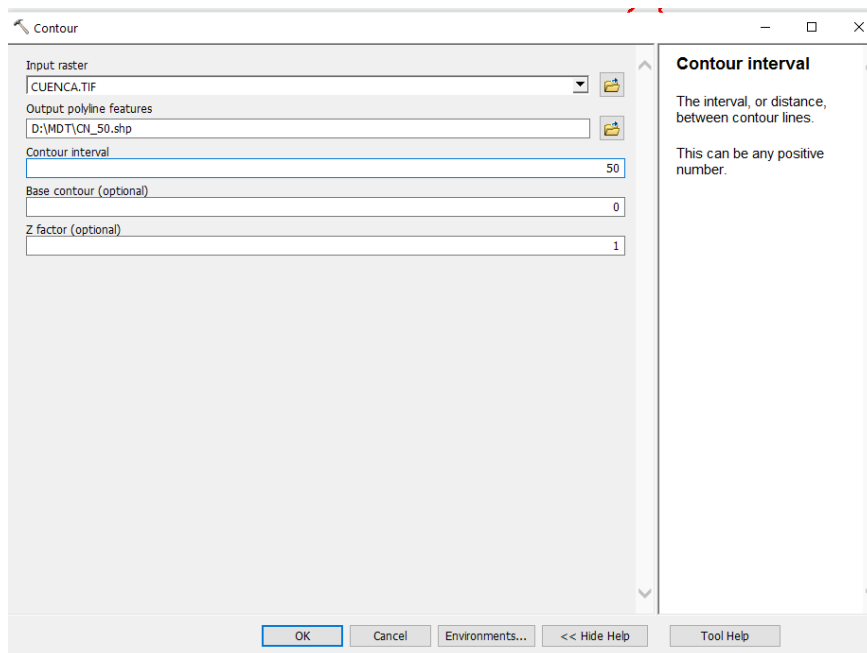 Contour
Input raster
CUENCA.TIF
Output polyline features
D:\MDT\CN_50.shp
Contour interval
50
Base contour (optional)
0
Z factor (optional)
1
Contour interval
The interval, or distance,
between contour lines.
This can be any positive
number.
OK
Cancel
Environments...
<< Hide Help
Tool Help